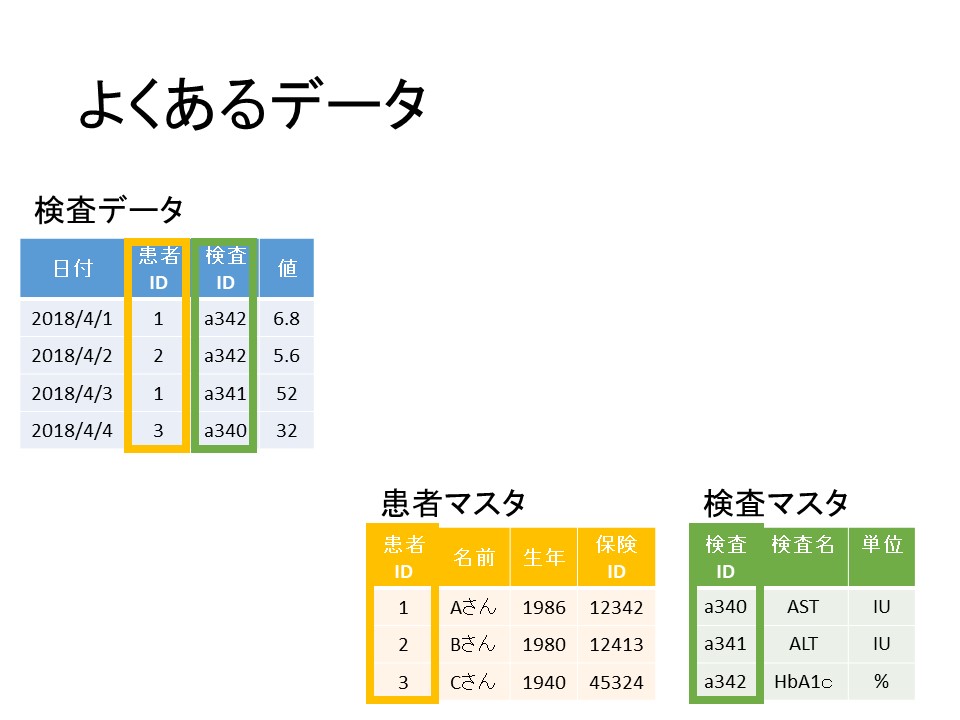 よくあるデータ
検査データ
日付 患者ID 検査ID 値
2018/4/1 1 a342 6.8
2018/4/2 2 a342 5.6
2018/4/3 1 a341 52
2018/4/4 3 a340 32
患者マスタ
患者ID 名前 生年 保険ID
1 Aさん 1986 12342
2 Bさん 1980 12413
3 Cさん 1940 45324
検査マスタ
検査ID 検査名 単位
a340 AST IU
a341 ALT IU
a342 HbA1c %